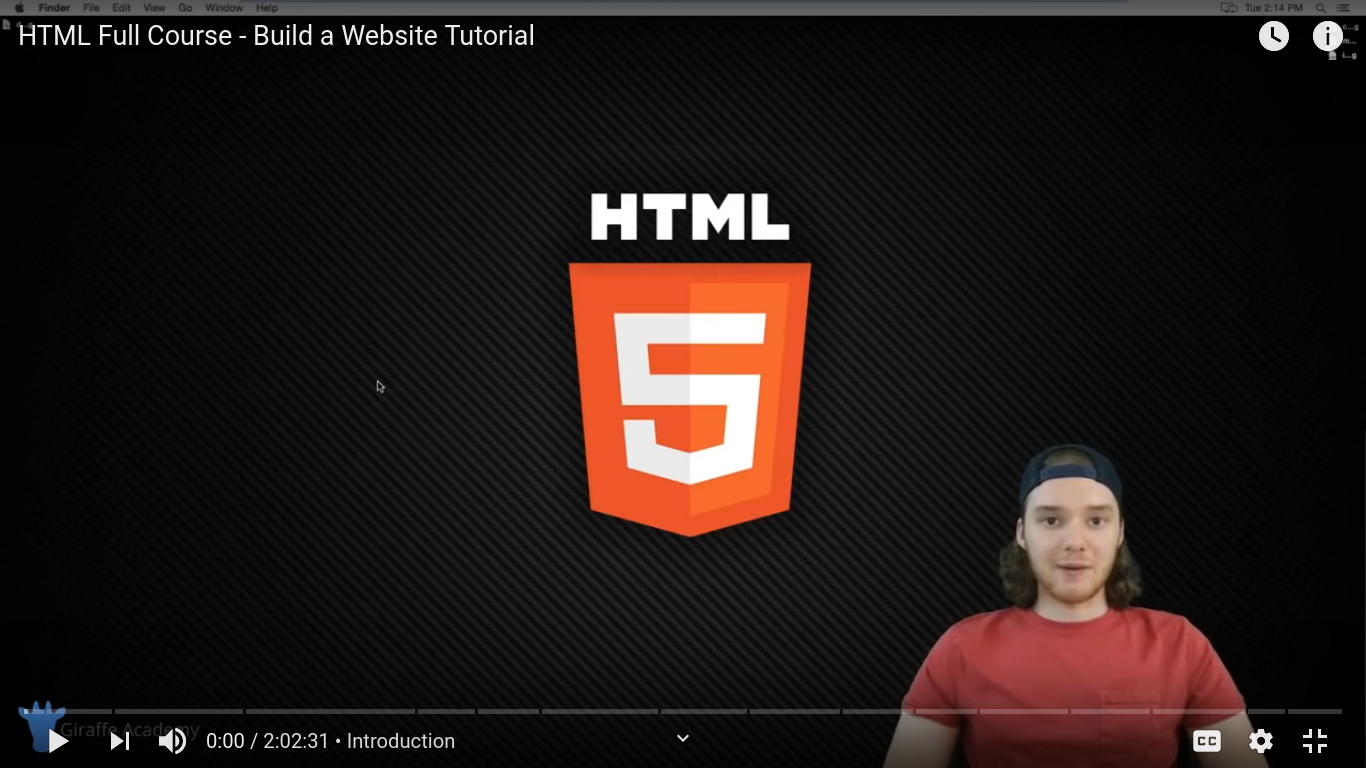 Finder File Edit View Go Window Help Tue 2:14 PM
HTML Full Course - Build a Website Tutorial
HTML
5
Giraffe Academy
0:00 / 2:02:31 • Introduction
CC